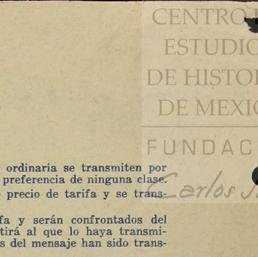 CENTRO
ESTUDIO
DE HISTOR
DE MEXIC
FUNDAC
Carlos
ordinaria se transmiten por
preferencia de ninguna clase.
precio de tarifa y se trans-
fa y serán confrontados del
tirá al que lo haya transmi-
s del mensaje han sido trans-